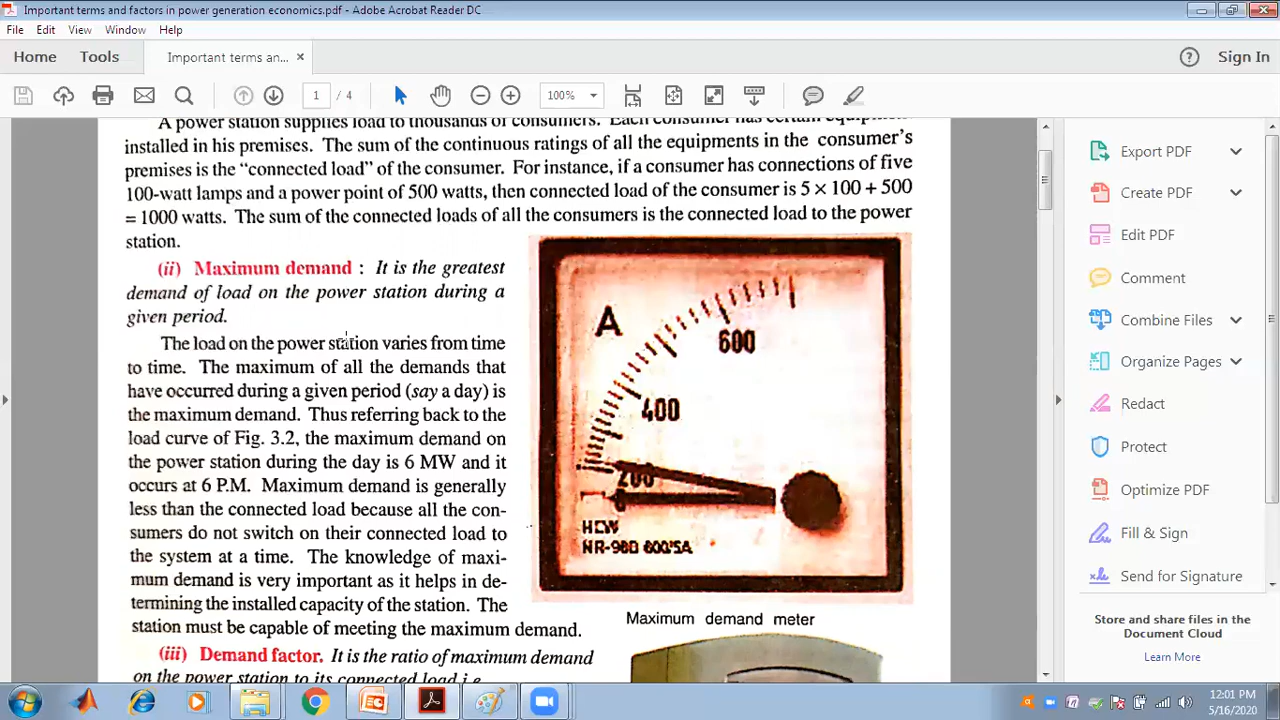 Important terms and factors in power generation economics.pdf - Adobe Acrobat Reader DC
File Edit View Window Help
Home Tools Important terms an... × Sign In
1 / 4 100%
A power station supplies load to thousands of consumers. Each consumer has certain
installed in his premises. The sum of the continuous ratings of all the equipments in the consumer's
premises is the “connected load” of the consumer. For instance, if a consumer has connections of five
100-watt lamps and a power point of 500 watts, then connected load of the consumer is 5 × 100 + 500
= 1000 watts. The sum of the connected loads of all the consumers is the connected load to the power
station.
(ii) Maximum demand : It is the greatest
demand of load on the power station during a
given period.
The load on the power station varies from time
to time. The maximum of all the demands that
have occurred during a given period (say a day) is
the maximum demand. Thus referring back to the
load curve of Fig. 3.2, the maximum demand on
the power station during the day is 6 MW and it
occurs at 6 P.M. Maximum demand is generally
less than the connected load because all the con-
sumers do not switch on their connected load to
the system at a time. The knowledge of maxi-
mum demand is very important as it helps in de-
termining the installed capacity of the station. The
station must be capable of meeting the maximum demand.
(iii) Demand factor. It is the ratio of maximum demand
on the power station to its connected load i.e.
A
600
400
200
0
600/5A
Maximum demand meter
Export PDF
Create PDF
Edit PDF
Comment
Combine Files
Organize Pages
Redact
Protect
Optimize PDF
Fill & Sign
Send for Signature
Store and share files in the
Document Cloud
Learn More
12:01 PM
5/16/2020